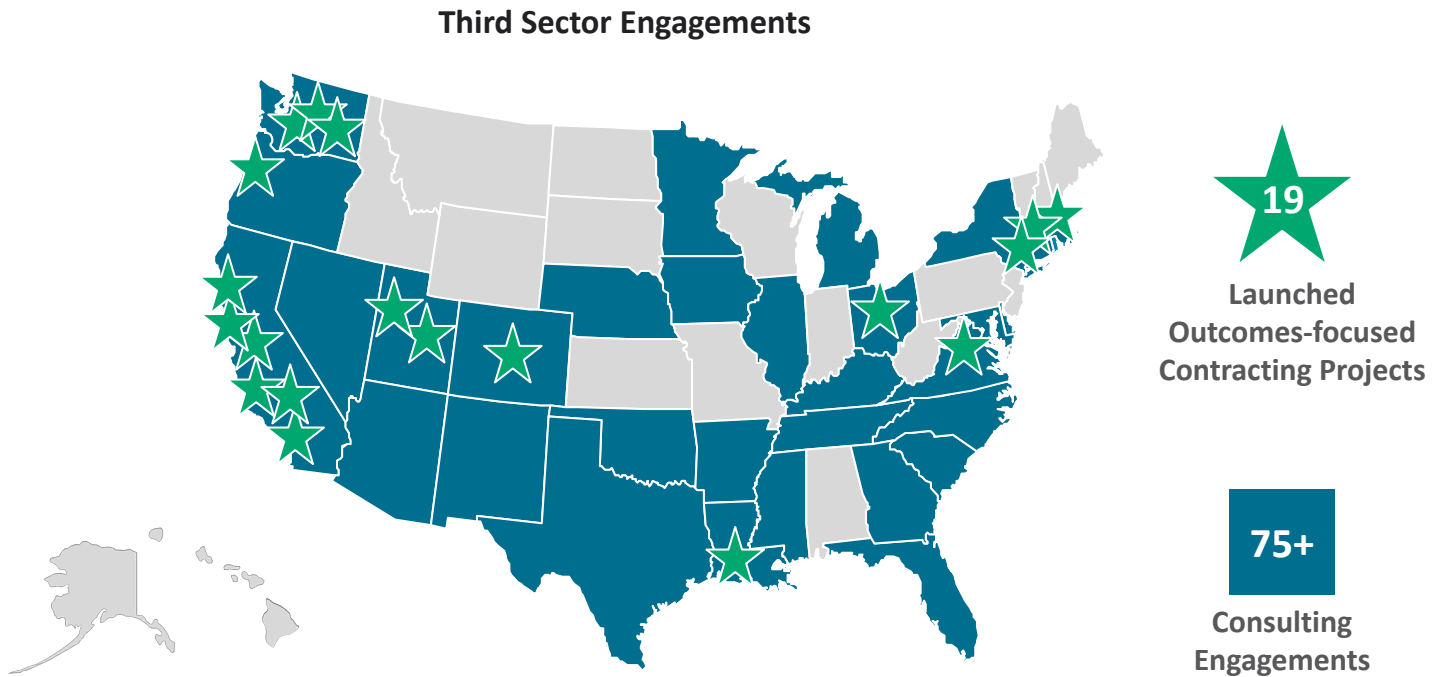 Third Sector Engagements
19
Launched
Outcomes-focused
Contracting Projects
75+
Consulting
Engagements